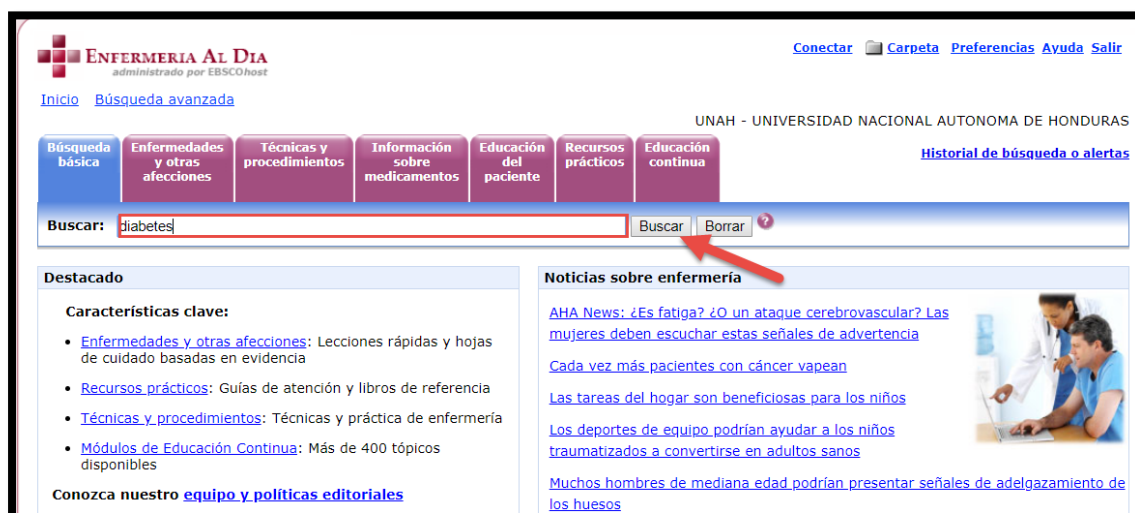 ENFERMERIA AL DIA
administrado por EBSCOhost
Conectar Carpeta Preferencias Ayuda Salir
Inicio Búsqueda avanzada
UNAH - UNIVERSIDAD NACIONAL AUTONOMA DE HONDURAS
Búsqueda básica
Enfermedades y otras afecciones
Técnicas y procedimientos
Información sobre medicamentos
Educación del paciente
Recursos prácticos
Educación continua
Historial de búsqueda o alertas
Buscar: diabetes Buscar Borrar ?
Destacado
Características clave:
• Enfermedades y otras afecciones: Lecciones rápidas y hojas
de cuidado basadas en evidencia
• Recursos prácticos: Guías de atención y libros de referencia
• Técnicas y procedimientos: Técnicas y práctica de enfermería
• Módulos de Educación Continua: Más de 400 tópicos
disponibles
Conozca nuestro equipo y políticas editoriales
Noticias sobre enfermería
AHA News: ¿Es fatiga? ¿O un ataque cerebrovascular? Las
mujeres deben escuchar estas señales de advertencia
Cada vez más pacientes con cáncer vapean
Las tareas del hogar son beneficiosas para los niños
Los deportes de equipo podrían ayudar a los niños
traumatizados a convertirse en adultos sanos
Muchos hombres de mediana edad podrían presentar señales de adelgazamiento de
los huesos